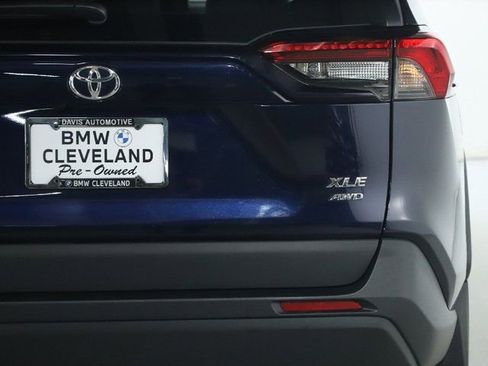 DAVIS AUTOMOTIVE
BMW
CLEVELAND
Pre-Owned
BMW CLEVELAND
XLE
AWD